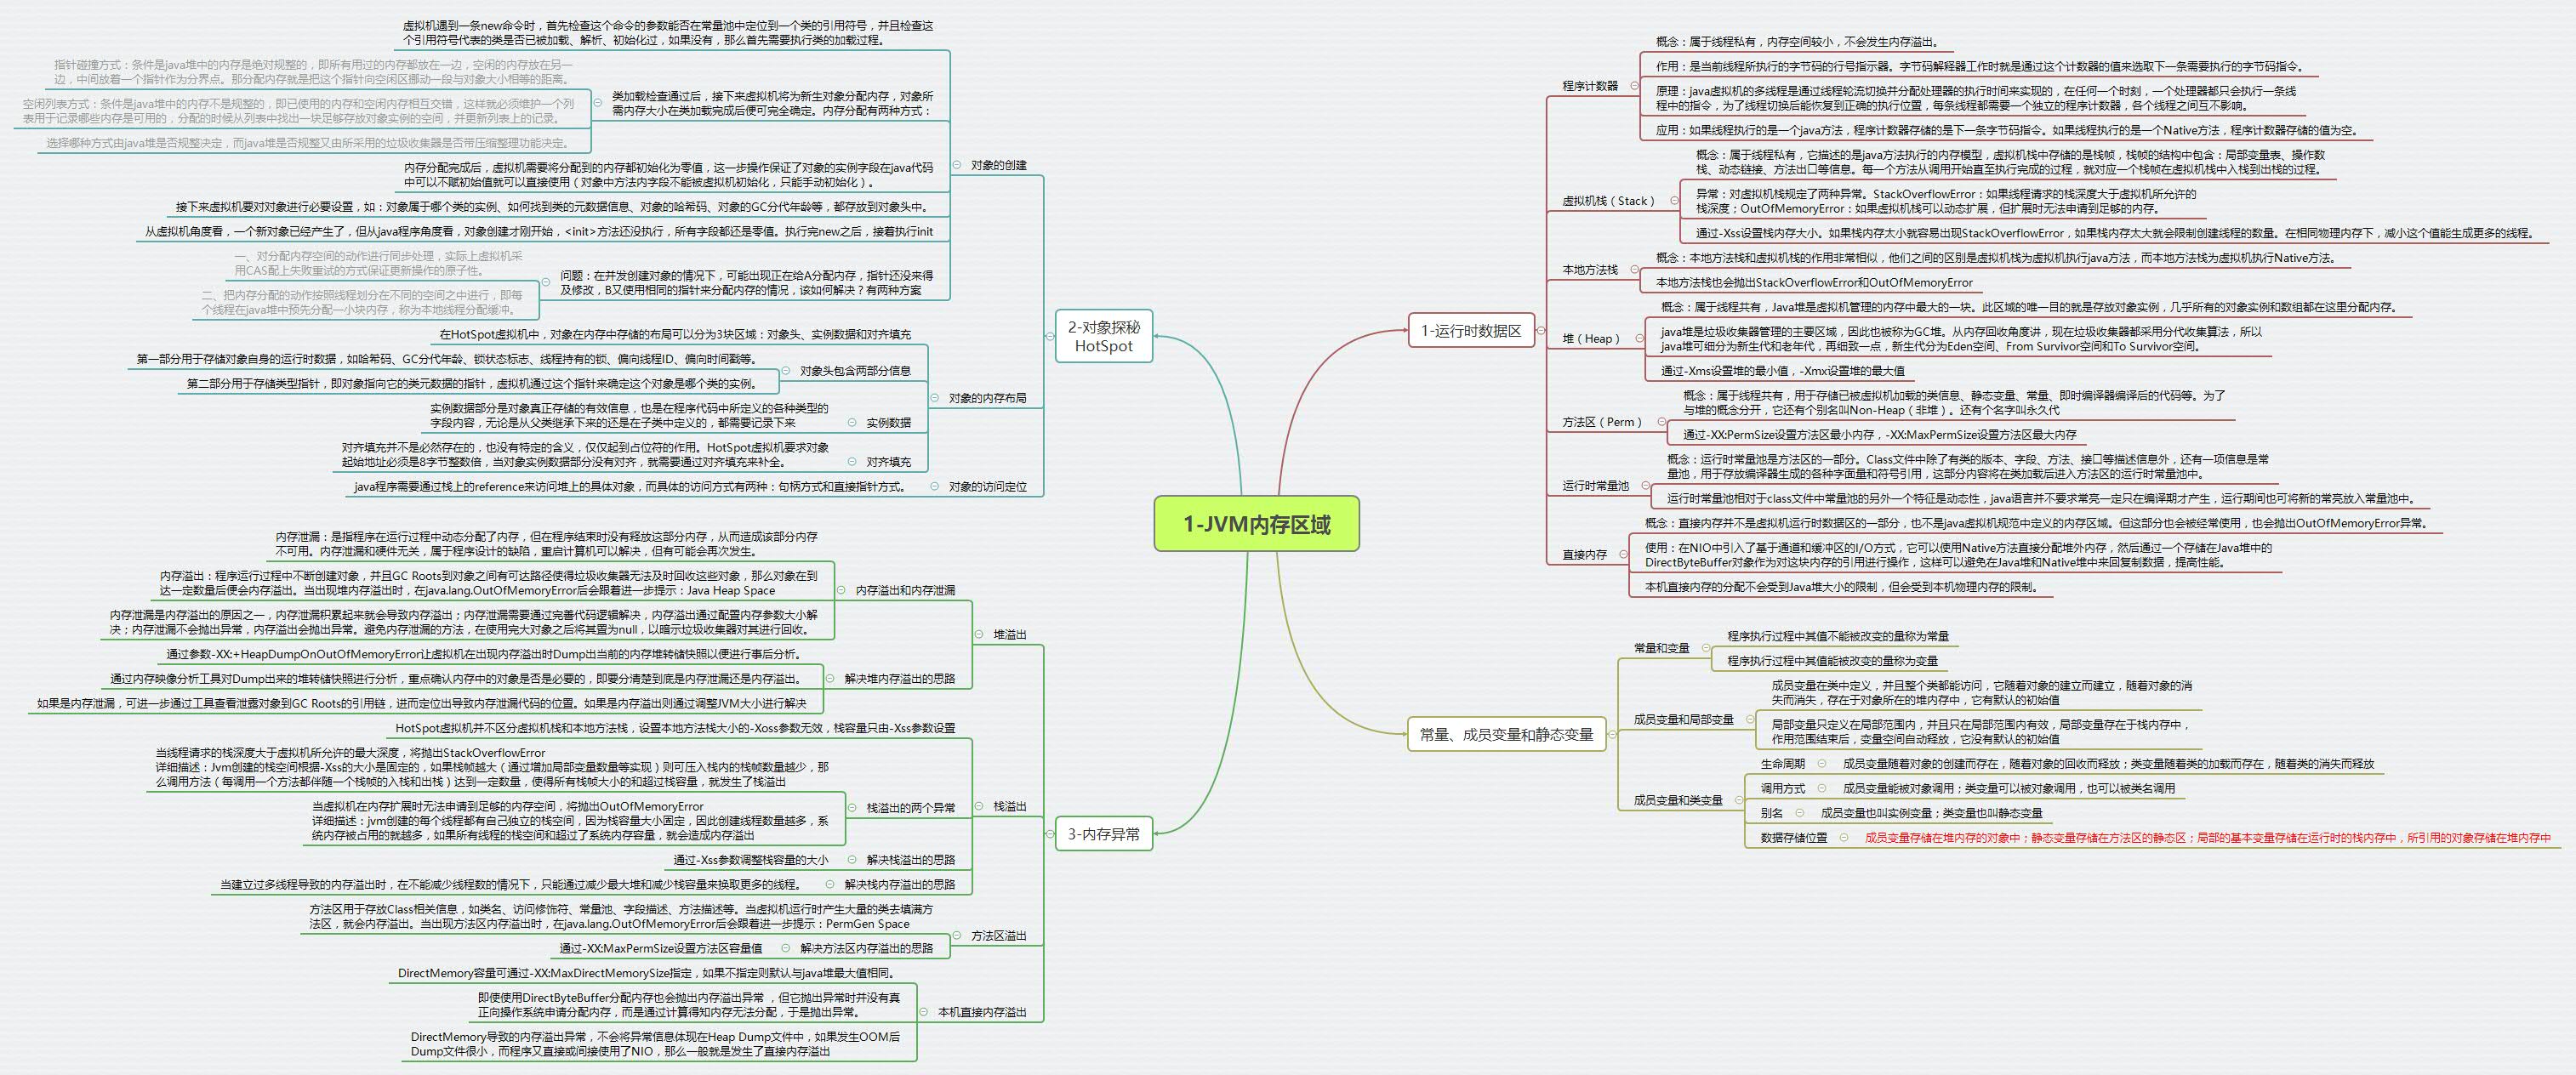 1-JVM内存区域
1-运行时数据区
程序计数器
概念：属于线程私有，内存空间较小，不会发生内存溢出。
作用：是当前线程所执行的字节码的行号指示器。字节码解释器工作时就是通过这个计数器的值来选取下一条需要执行的字节码指令。
原理：java虚拟机的多线程是通过线程轮流切换并分配处理器的执行时间来实现的，在任何一个时刻，一个处理器都只会执行一条线
程中的指令，为了线程切换后能恢复到正确的执行位置，每条线程都需要一个独立的程序计数器，各个线程之间互不影响。
应用：如果线程执行的是一个java方法，程序计数器存储的是下一条字节码指令。如果线程执行的是一个Native方法，程序计数器存储的值为空。
虚拟机栈（Stack）
概念：属于线程私有，它描述的是java方法执行的内存模型，虚拟机栈中存储的是栈帧，栈帧的结构中包含：局部变量表、操作数
栈、动态链接、方法出口等信息。每一个方法从调用开始直至执行完成的过程，就对应一个栈帧在虚拟机栈中入栈到出栈的过程。
异常：对虚拟机栈规定了两种异常。StackOverflowError：如果线程请求的栈深度大于虚拟机所允许的
栈深度；OutOfMemoryError：如果虚拟机栈可以动态扩展，但扩展时无法申请到足够的内存。
通过-Xss设置栈内存大小。如果栈内存太小就容易出现StackOverflowError，如果栈内存太大就会限制创建线程的数量。在相同物理内存下，减小这个值能生成更多的线程。
本地方法栈
概念：本地方法栈和虚拟机栈的作用非常相似，他们之间的区别是虚拟机栈为虚拟机执行java方法，而本地方法栈为虚拟机执行Native方法。
本地方法栈也会抛出StackOverflowError和OutOfMemoryError
堆（Heap）
概念：属于线程共有，Java堆是虚拟机管理的内存中最大的一块。此区域的唯一目的就是存放对象实例，几乎所有的对象实例和数组都在这里分配内存。
java堆是垃圾收集器管理的主要区域，因此也被称为GC堆。从内存回收角度讲，现在垃圾收集器都采用分代收集算法，所以
java堆可细分为新生代和老年代，再细致一点，新生代分为Eden空间、From Survivor空间和To Survivor空间。
通过-Xms设置堆的最小值，-Xmx设置堆的最大值
方法区（Perm）
概念：属于线程共有，用于存储已被虚拟机加载的类信息、静态变量、常量、即时编译器编译后的代码等。为了
与堆的概念分开，它还有个别名叫Non-Heap（非堆）。还有个名字叫永久代
通过-XX:PermSize设置方法区最小内存，-XX:MaxPermSize设置方法区最大内存
运行时常量池
概念：运行时常量池是方法区的一部分。Class文件中除了有类的版本、字段、方法、接口等描述信息外，还有一项信息是常
量池，用于存放编译器生成的各种字面量和符号引用，这部分内容将在类加载后进入方法区的运行时常量池中。
运行时常量池相对于class文件中常量池的另外一个特征是动态性，java语言并不要求常亮一定只在编译期才产生，运行期间也可将新的常亮放入常量池中。
直接内存
概念：直接内存并不是虚拟机运行时数据区的一部分，也不是java虚拟机规范中定义的内存区域。但这部分也会被经常使用，也会抛出OutOfMemoryError异常。
使用：在NIO中引入了基于通道和缓冲区的I/O方式，它可以使用Native方法直接分配堆外内存，然后通过一个存储在Java堆中的
DirectByteBuffer对象作为对这块内存的引用进行操作，这样可以避免在Java堆和Native堆中来回复制数据，提高性能。
本机直接内存的分配不会受到Java堆大小的限制，但会受到本机物理内存的限制。
常量、成员变量和静态变量
常量和变量
程序执行过程中其值不能被改变的量称为常量
程序执行过程中其值能被改变的量称为变量
成员变量和局部变量
成员变量在类中定义，并且整个类都能访问，它随着对象的建立而建立，随着对象的消
失而消失，存在于对象所在的堆内存中，它有默认的初始值
局部变量只定义在局部范围内，并且只在局部范围内有效，局部变量存在于栈内存中，
作用范围结束后，变量空间自动释放，它没有默认的初始值
成员变量和类变量
生命周期
成员变量随着对象的创建而存在，随着对象的回收而释放；类变量随着类的加载而存在，随着类的消失而释放
调用方式
成员变量能被对象调用；类变量可以被对象调用，也可以被类名调用
别名
成员变量也叫实例变量；类变量也叫静态变量
数据存储位置
成员变量存储在堆内存的对象中；静态变量存储在方法区的静态区；局部的基本变量存储在运行时的栈内存中，所引用的对象存储在堆内存中
2-对象探秘
HotSpot
对象的创建
虚拟机遇到一条new命令时，首先检查这个命令的参数能否在常量池中定位到一个类的引用符号，并且检查这
个引用符号代表的类是否已被加载、解析、初始化过，如果没有，那么首先需要执行类的加载过程。
类加载检查通过后，接下来虚拟机将为新生对象分配内存，对象所
需内存大小在类加载完成后便可完全确定。内存分配有两种方式：
指针碰撞方式：条件是java堆中的内存是绝对规整的，即所有用过的内存都放在一边，空闲的内存放在另一
边，中间放着一个指针作为分界点。那分配内存就是把这个指针向空闲区挪动一段与对象大小相等的距离。
空闲列表方式：条件是java堆中的内存不是规整的，即已使用的内存和空闲内存相互交错，这样就必须维护一个列
表用于记录哪些内存是可用的，分配的时候从列表中找出一块足够存放对象实例的空间，并更新列表上的记录。
选择哪种方式由java堆是否规整决定，而java堆是否规整又由所采用的垃圾收集器是否带压缩整理功能决定。
内存分配完成后，虚拟机需要将分配到的内存都初始化为零值，这一步操作保证了对象的实例字段在java代码
中可以不赋初始值就可以直接使用（对象中方法内字段不能被虚拟机初始化，只能手动初始化）。
接下来虚拟机要对对象进行必要设置，如：对象属于哪个类的实例、如何找到类的元数据信息、对象的哈希码、对象的GC分代年龄等，都存放到对象头中。
从虚拟机角度看，一个新对象已经产生了，但从java程序角度看，对象创建才刚开始，<init>方法还没执行，所有字段都还是零值。执行完new之后，接着执行init
问题：在并发创建对象的情况下，可能出现正在给A分配内存，指针还没来得
及修改，B又使用相同的指针来分配内存的情况，该如何解决？有两种方案
一、对分配内存空间的动作进行同步处理，实际上虚拟机采
用CAS配上失败重试的方式保证更新操作的原子性。
二、把内存分配的动作按照线程划分在不同的空间之中进行，即每
个线程在java堆中预先分配一小块内存，称为本地线程分配缓冲。
对象的内存布局
在HotSpot虚拟机中，对象在内存中存储的布局可以分为3块区域：对象头、实例数据和对齐填充
对象头包含两部分信息
第一部分用于存储对象自身的运行时数据，如哈希码、GC分代年龄、锁状态标志、线程持有的锁、偏向线程ID、偏向时间戳等。
第二部分用于存储类型指针，即对象指向它的类元数据的指针，虚拟机通过这个指针来确定这个对象是哪个类的实例。
实例数据
实例数据部分是对象真正存储的有效信息，也是在程序代码中所定义的各种类型的
字段内容，无论是从父类继承下来的还是在子类中定义的，都需要记录下来
对齐填充
对齐填充并不是必然存在的，也没有特定的含义，仅仅起到占位符的作用。HotSpot虚拟机要求对象
起始地址必须是8字节整数倍，当对象实例数据部分没有对齐，就需要通过对齐填充来补全。
对象的访问定位
java程序需要通过栈上的reference来访问堆上的具体对象，而具体的访问方式有两种：句柄方式和直接指针方式。
3-内存异常
堆溢出
内存溢出和内存泄漏
内存泄漏：是指程序在运行过程中动态分配了内存，但在程序结束时没有释放这部分内存，从而造成该部分内存
不可用。内存泄漏和硬件无关，属于程序设计的缺陷，重启计算机可以解决，但有可能会再次发生。
内存溢出：程序运行过程中不断创建对象，并且GC Roots到对象之间有可达路径使得垃圾收集器无法及时回收这些对象，那么对象在到
达一定数量后便会内存溢出。当出现堆内存溢出时，在java.lang.OutOfMemoryError后会跟着进一步提示：Java Heap Space
内存泄漏是内存溢出的原因之一，内存泄漏积累起来就会导致内存溢出；内存泄漏需要通过完善代码逻辑解决，内存溢出通过配置内存参数大小解
决；内存泄漏不会抛出异常，内存溢出会抛出异常。避免内存泄漏的方法，在使用完大对象之后将其置为null，以暗示垃圾收集器对其进行回收。
解决堆内存溢出的思路
通过参数-XX:+HeapDumpOnOutOfMemoryError让虚拟机在出现内存溢出时Dump出当前的内存堆转储快照以便进行事后分析。
通过内存映像分析工具对Dump出来的堆转储快照进行分析，重点确认内存中的对象是否是必要的，即要分清楚到底是内存泄漏还是内存溢出。
如果是内存泄漏，可进一步通过工具查看泄露对象到GC Roots的引用链，进而定位出导致内存泄漏代码的位置。如果是内存溢出则通过调整JVM大小进行解决
栈溢出
HotSpot虚拟机并不区分虚拟机栈和本地方法栈，设置本地方法栈大小的-Xoss参数无效，栈容量只由-Xss参数设置
栈溢出的两个异常
当线程请求的栈深度大于虚拟机所允许的最大深度，将抛出StackOverflowError
详细描述：Jvm创建的栈空间根据-Xss的大小是固定的，如果栈帧越大（通过增加局部变量数量等实现）则可压入栈内的栈帧数量越少，那
么调用方法（每调用一个方法都伴随一个栈帧的入栈和出栈）达到一定数量，使得所有栈帧大小的和超过栈容量，就发生了栈溢出
当虚拟机在内存扩展时无法申请到足够的内存空间，将抛出OutOfMemoryError
详细描述：jvm创建的每个线程都有自己独立的栈空间，因为栈容量大小固定，因此创建线程数量越多，系
统内存被占用的就越多，如果所有线程的栈空间和超过了系统内存容量，就会造成内存溢出
解决栈溢出的思路
通过-Xss参数调整栈容量的大小
解决栈内存溢出的思路
当建立过多线程导致的内存溢出时，在不能减少线程数的情况下，只能通过减少最大堆和减少栈容量来换取更多的线程。
方法区溢出
方法区用于存放Class相关信息，如类名、访问修饰符、常量池、字段描述、方法描述等。当虚拟机运行时产生大量的类去填满方
法区，就会内存溢出。当出现方法区内存溢出时，在java.lang.OutOfMemoryError后会跟着进一步提示：PermGen Space
解决方法区内存溢出的思路
通过-XX:MaxPermSize设置方法区容量值
本机直接内存溢出
DirectMemory容量可通过-XX:MaxDirectMemorySize指定，如果不指定则默认与java堆最大值相同。
即使使用DirectByteBuffer分配内存也会抛出内存溢出异常 ，但它抛出异常时并没有真
正向操作系统申请分配内存，而是通过计算得知内存无法分配，于是抛出异常。
DirectMemory导致的内存溢出异常，不会将异常信息体现在Heap Dump文件中，如果发生OOM后
Dump文件很小，而程序又直接或间接使用了NIO，那么一般就是发生了直接内存溢出